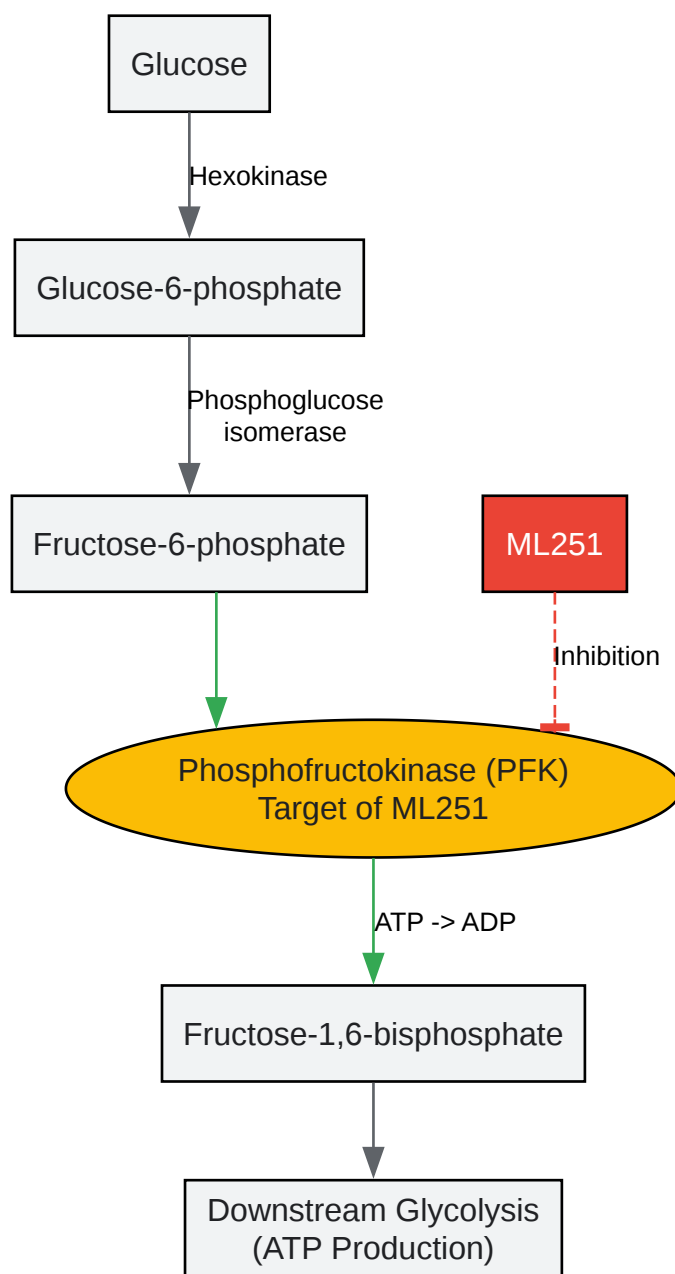 Glucose
Hexokinase
Glucose-6-phosphate
Phosphoglucose
isomerase
Fructose-6-phosphate
ML251
Inhibition
Phosphofructokinase (PFK)
Target of ML251
ATP -> ADP
Fructose-1,6-bisphosphate
Downstream Glycolysis
(ATP Production)